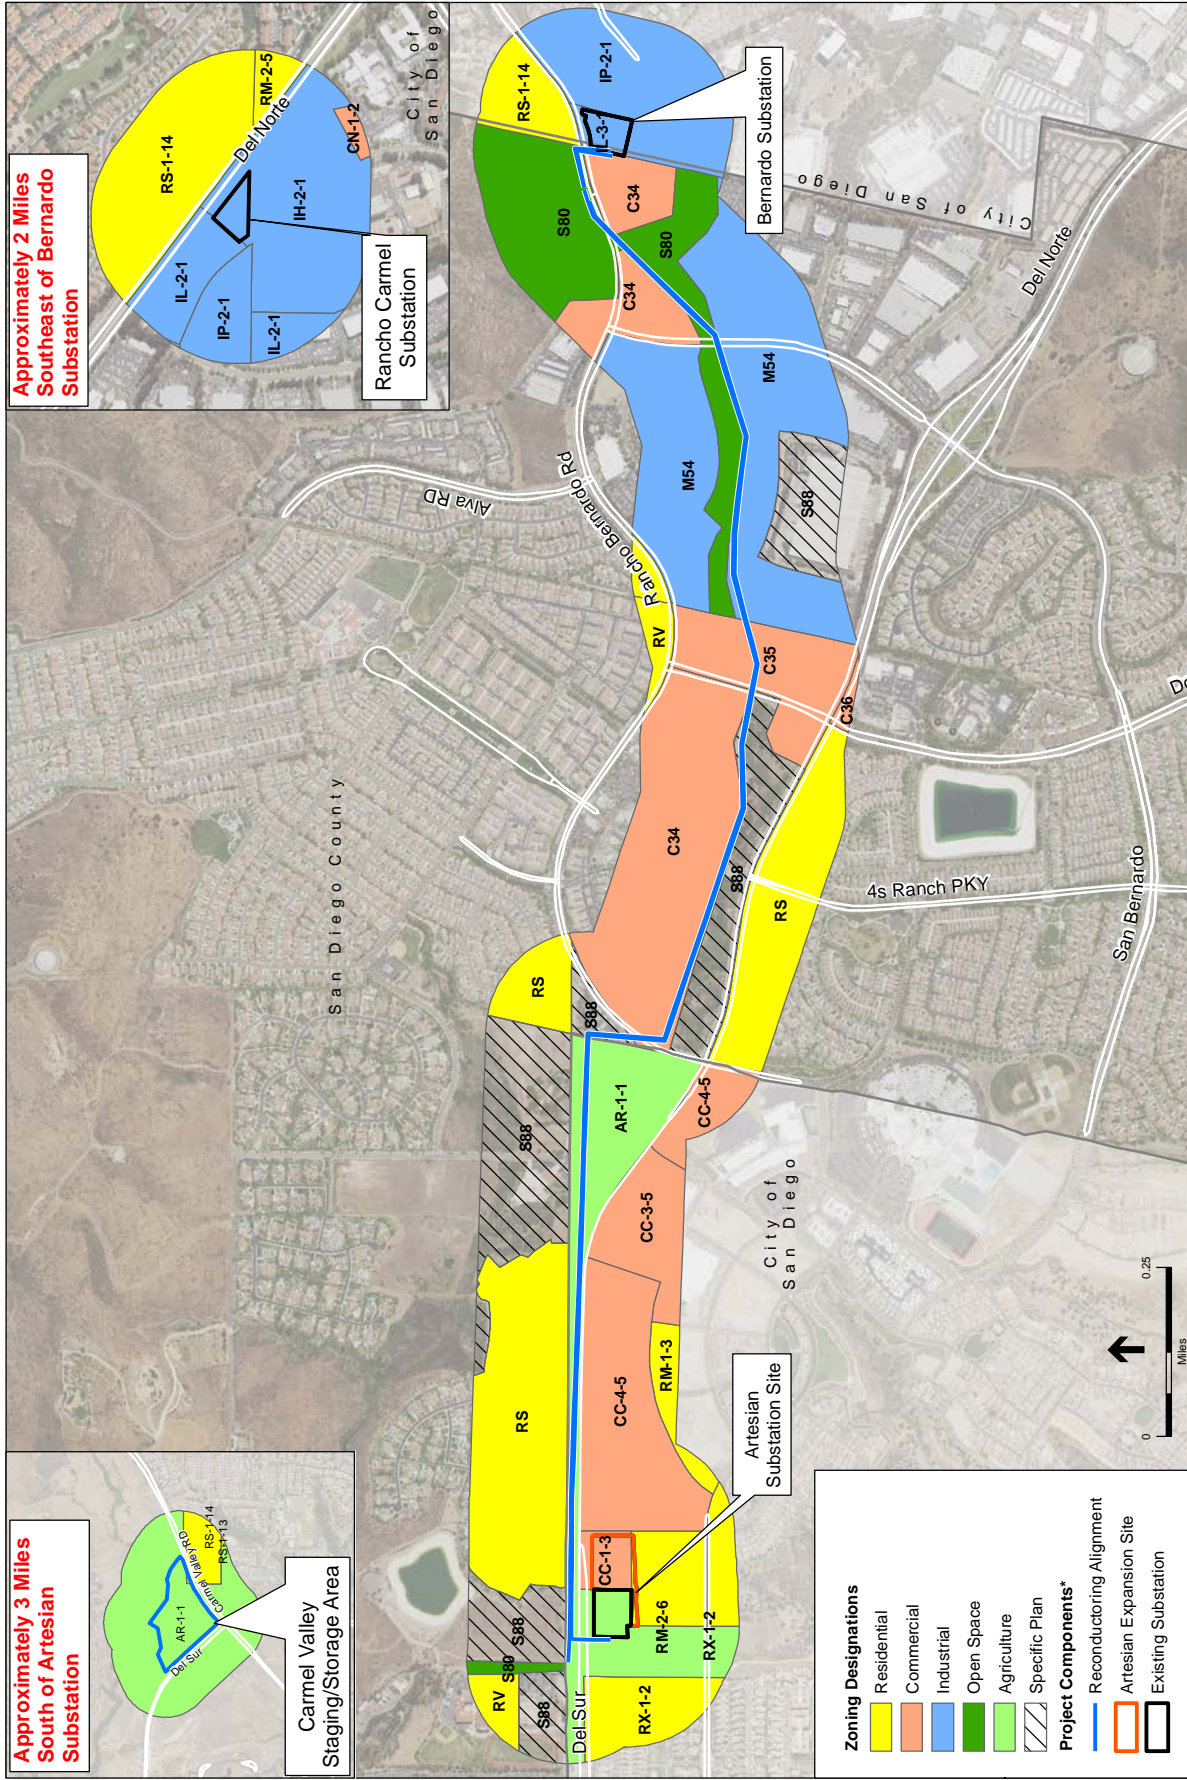 Approximately 3 Miles
South of Artesian
Substation
AR-1-1
RS-1-14
RS-1-13
Carmel Valley RD
Del Sur
Carmel Valley
Staging/Storage Area
Approximately 2 Miles
Southeast of Bernardo
Substation
RS-1-14
RM-2-5
Del Norte
IL-2-1
IP-2-1
IL-2-1
IH-2-1
CN-1-2
City of
San Diego
Rancho Carmel
Substation
San Diego County
Alva RD
Rancho Bernardo Rd
RS-1-14
IP-2-1
IL-3-1
Bernardo Substation
S80
C34
S80
C34
M54
M54
S88
City of San Diego
Del Norte
RV
C35
C36
C34
S88
RS
4s Ranch PKY
San Bernardo
Do
RS
S88
S88
AR-1-1
CC-4-5
CC-3-5
City of
San Diego
RS
CC-4-5
RM-1-3
Artesian
Substation Site
CC-1-3
RM-2-6
RX-1-2
S88
S80
RV
S88
Del Sur
RX-1-2
Zoning Designations
Residential
Commercial
Industrial
Open Space
Agriculture
Specific Plan
Project Components*
Reconductoring Alignment
Artesian Expansion Site
Existing Substation
0
0.25
Miles